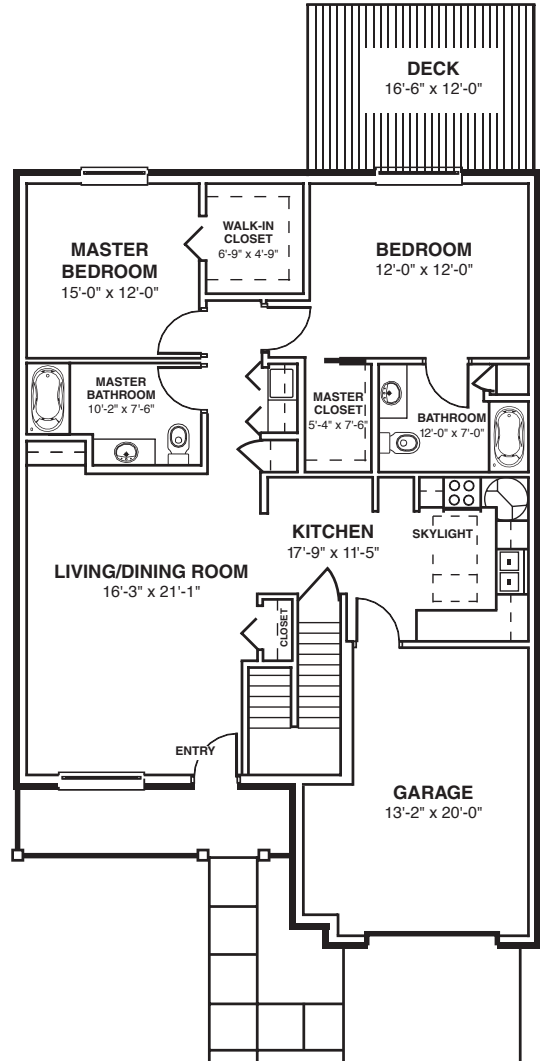 DECK
16'-6" x 12'-0"
WALK-IN
CLOSET
6'-9" x 4'-9"
MASTER
BEDROOM
15'-0" x 12'-0"
BEDROOM
12'-0" x 12'-0"
MASTER
BATHROOM
10'-2" x 7'-6"
MASTER
CLOSET
5'-4" x 7'-6"
BATHROOM
12'-0" x 7'-0"
KITCHEN
17'-9" x 11'-5"
SKYLIGHT
LIVING/DINING ROOM
16'-3" x 21'-1"
CLOSET
ENTRY
GARAGE
13'-2" x 20'-0"